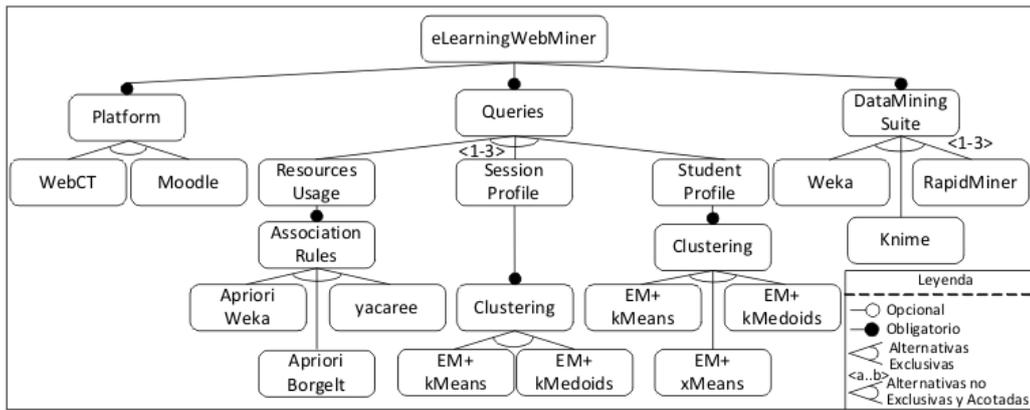 eLearningWebMiner
Platform
Queries
DataMining
Suite
<1-3>
<1-3>
WebCT
Moodle
Resources
Usage
Session
Profile
Student
Profile
Weka
RapidMiner
Knime
Association
Rules
Clustering
Apriori
Weka
yacaree
Clustering
EM+
kMeans
EM+
kMedoids
Apriori
Borgelt
EM+
kMeans
EM+
kMedoids
EM+
xMeans
Leyenda
Opcional
Obligatorio
Alternativas
Exclusivas
<a..b>
Alternativas no
Exclusivas y Acotadas